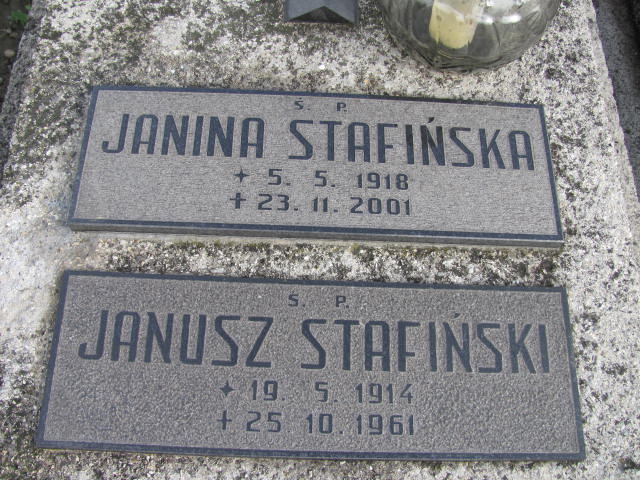 Ś. P.
JANINA STAFIŃSKA
✦ 5. 5. 1918
+ 23. 11. 2001
Ś. P.
JANUSZ STAFIŃSKI
✦ 19. 5. 1914
+ 25 10. 1961